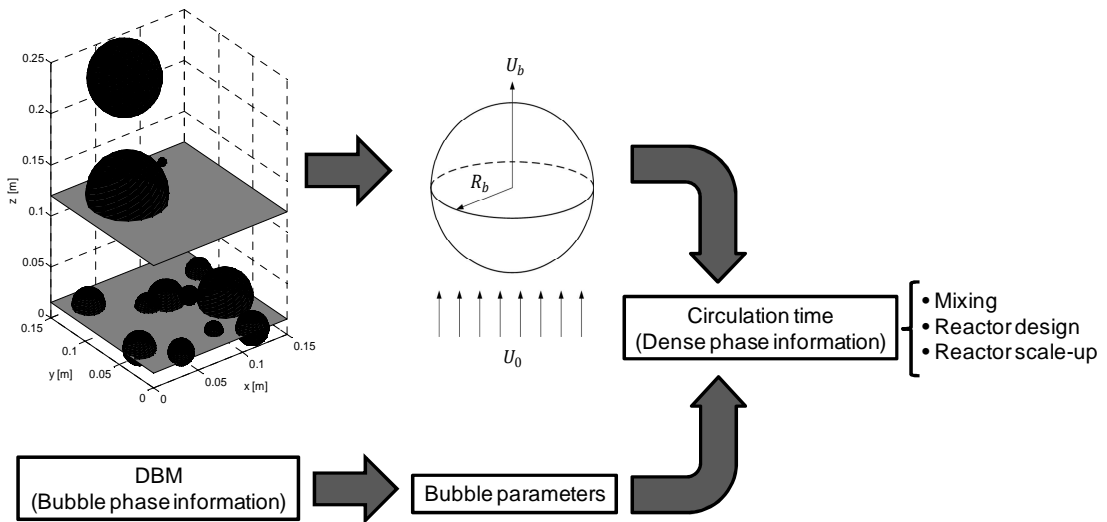 0.25
0.2
0.15
0.1
0.05
0
z [m]
0.15
0.1
0.05
0
y [m]
0
0.05
0.1
0.15
x [m]
U_b
R_b
U_0
Circulation time
(Dense phase information)
• Mixing
• Reactor design
• Reactor scale-up
DBM
(Bubble phase information)
Bubble parameters